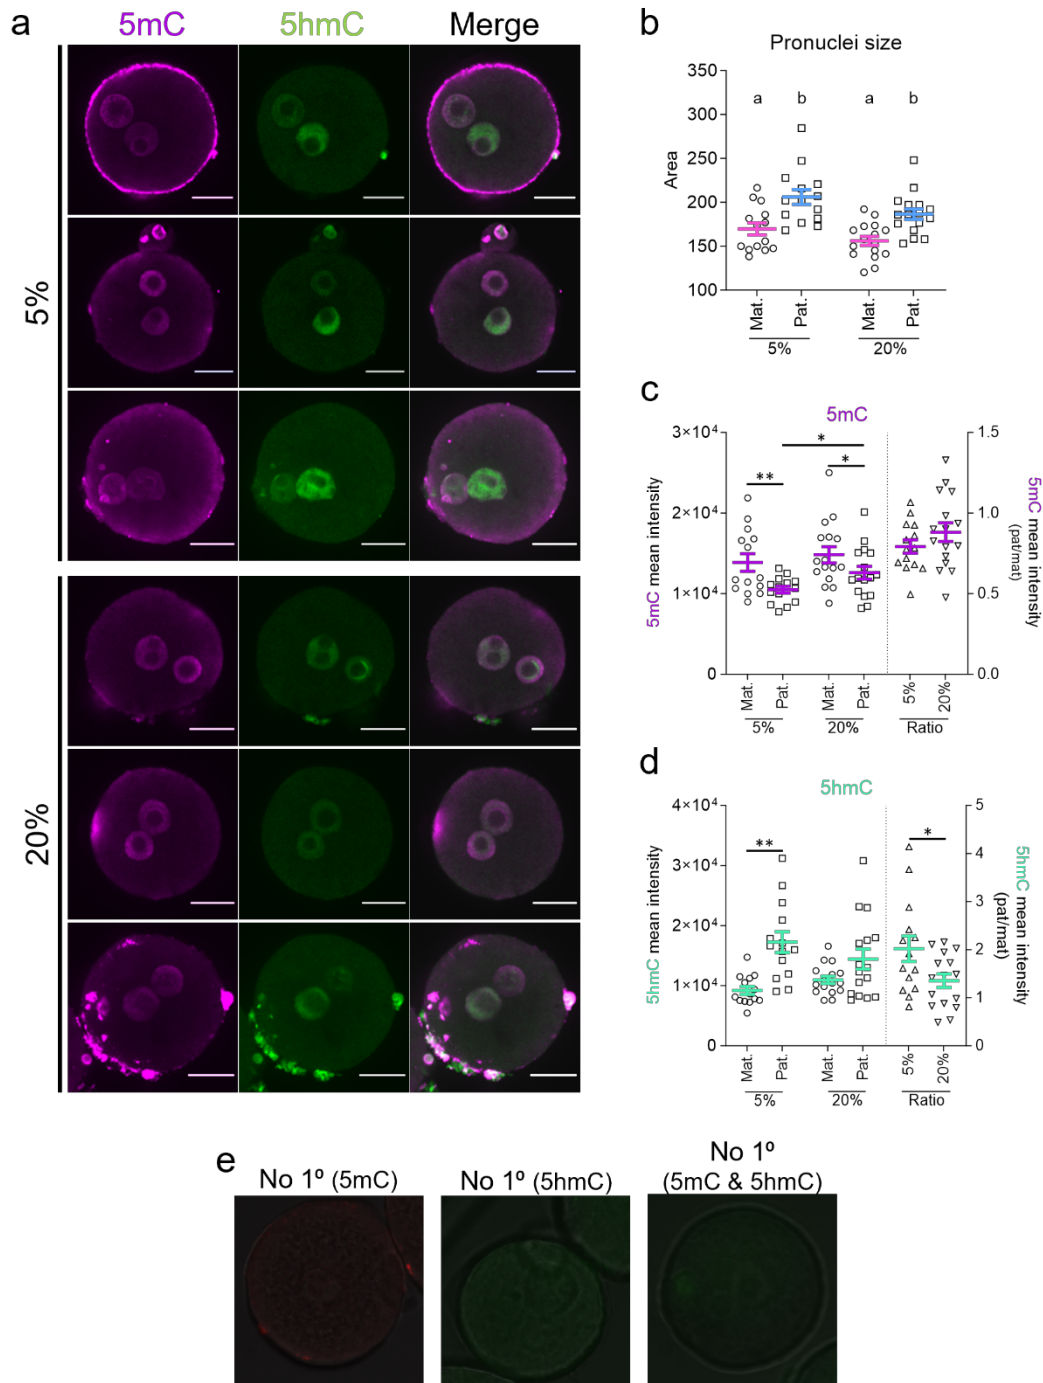 a
5mC
5hmC
Merge
5%
20%
b
Pronuclei size
Area
350
300
250
200
150
100
a
b
a
b
Mat.
Pat.
Mat.
Pat.
5%
20%
c
5mC
5mC mean intensity
3×10⁴
2×10⁴
1×10⁴
0
**
*
*
1.5
1.0
0.5
0.0
5mC mean intensity
(pat/mat)
Mat.
Pat.
Mat.
Pat.
5%
20%
5%
20%
Ratio
d
5hmC
5hmC mean intensity
4×10⁴
3×10⁴
2×10⁴
1×10⁴
0
**
*
5
4
3
2
1
0
5hmC mean intensity
(pat/mat)
Mat.
Pat.
Mat.
Pat.
5%
20%
5%
20%
Ratio
e
No 1º (5mC)
No 1º (5hmC)
No 1º
(5mC & 5hmC)